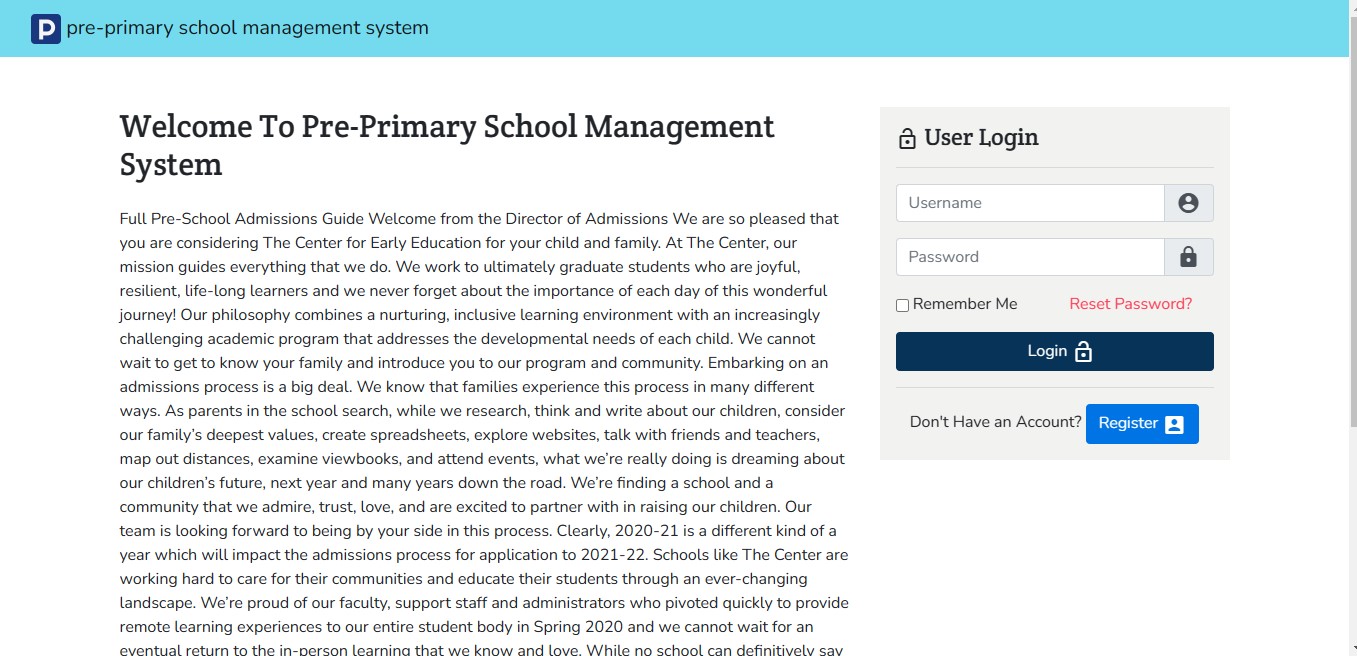 P pre-primary school management system
Welcome To Pre-Primary School Management
System
Full Pre-School Admissions Guide Welcome from the Director of Admissions We are so pleased that
you are considering The Center for Early Education for your child and family. At The Center, our
mission guides everything that we do. We work to ultimately graduate students who are joyful,
resilient, life-long learners and we never forget about the importance of each day of this wonderful
journey! Our philosophy combines a nurturing, inclusive learning environment with an increasingly
challenging academic program that addresses the developmental needs of each child. We cannot
wait to get to know your family and introduce you to our program and community. Embarking on an
admissions process is a big deal. We know that families experience this process in many different
ways. As parents in the school search, while we research, think and write about our children, consider
our family’s deepest values, create spreadsheets, explore websites, talk with friends and teachers,
map out distances, examine viewbooks, and attend events, what we’re really doing is dreaming about
our children’s future, next year and many years down the road. We’re finding a school and a
community that we admire, trust, love, and are excited to partner with in raising our children. Our
team is looking forward to being by your side in this process. Clearly, 2020-21 is a different kind of a
year which will impact the admissions process for application to 2021-22. Schools like The Center are
working hard to care for their communities and educate their students through an ever-changing
landscape. We’re proud of our faculty, support staff and administrators who pivoted quickly to provide
remote learning experiences to our entire student body in Spring 2020 and we cannot wait for an
eventual return to the in-person learning that we know and love. While no school can definitively say
User Login
Username
Password
Remember Me
Reset Password?
Login
Don't Have an Account?
Register